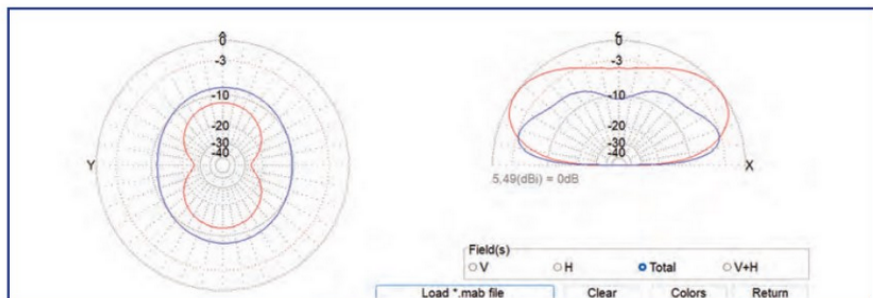 0
-3
-10
-20
-30
-40
Y
0
-3
-10
-20
-30
-40
X
5,49(dBi) = 0dB
Field(s)
V H Total V+H
Load *.mab file Clear Colors Return